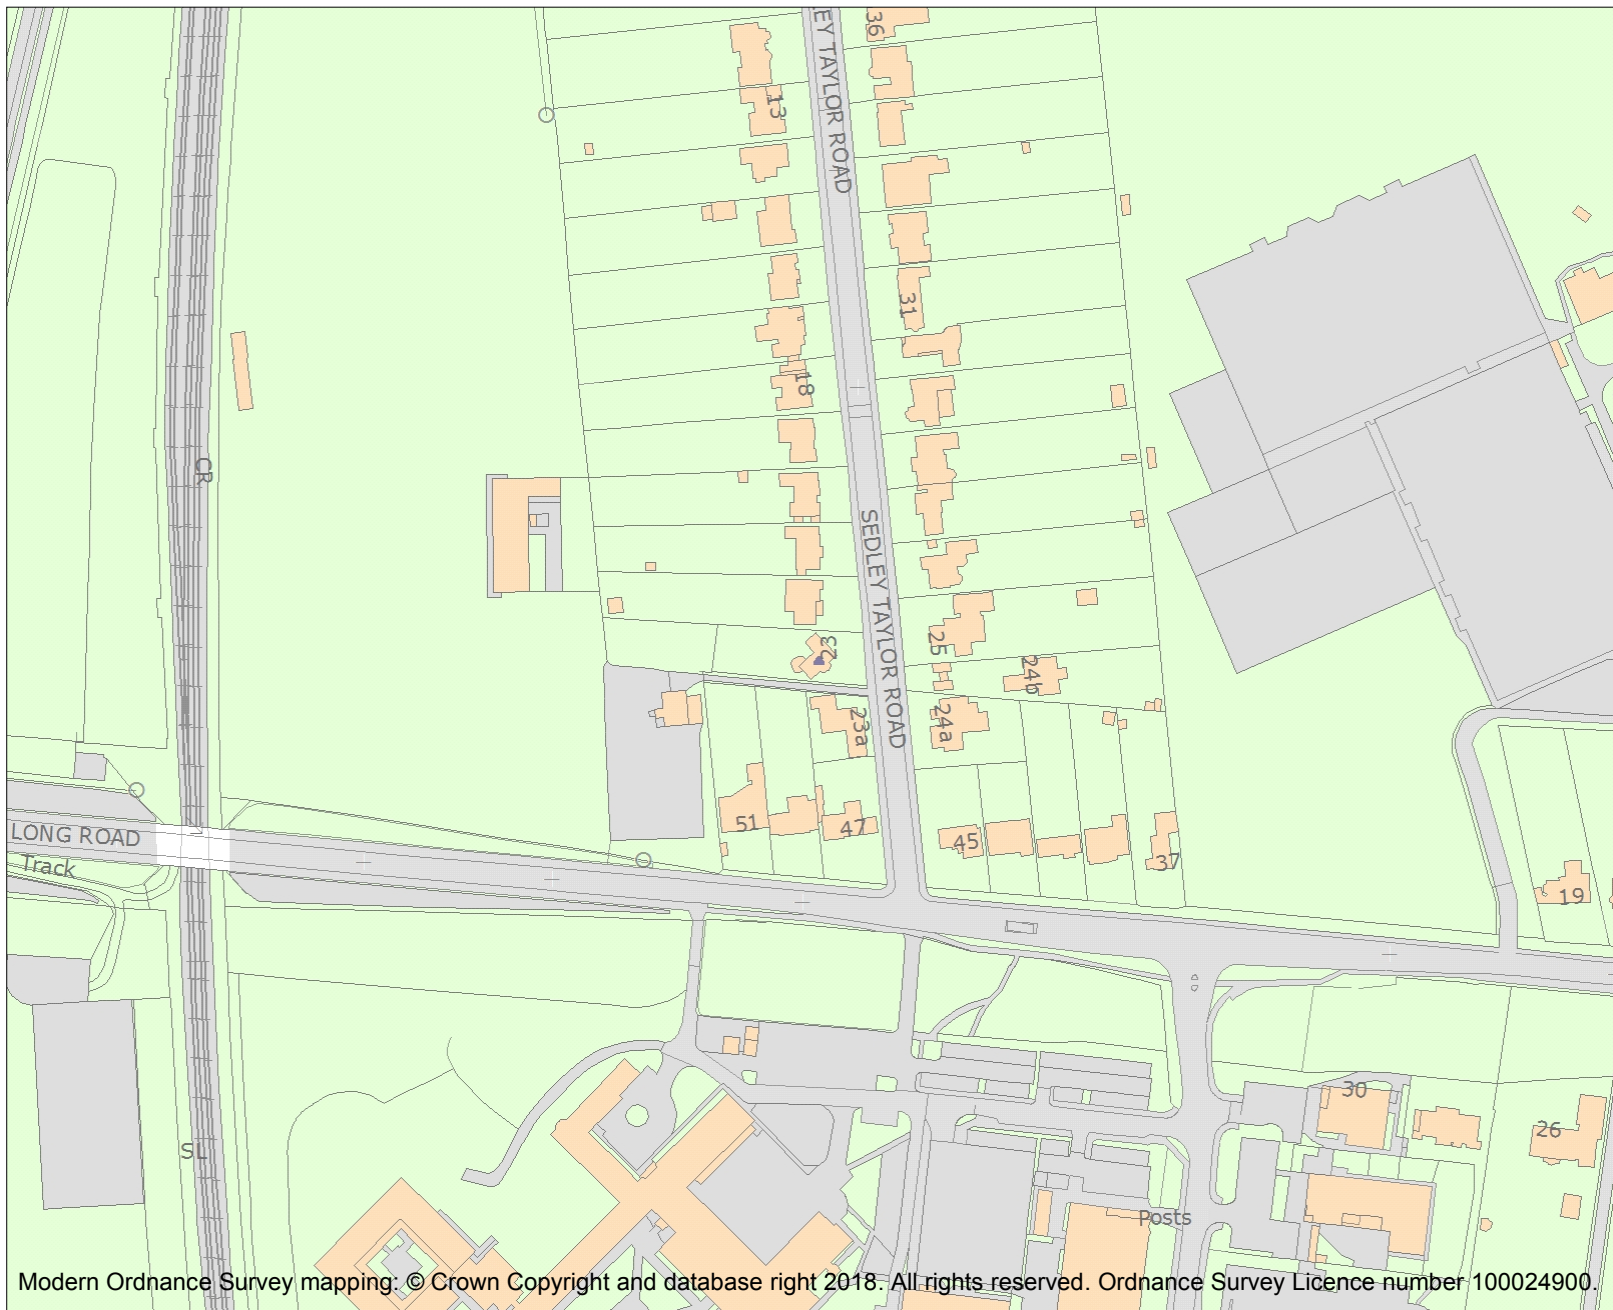 LEY TAYLOR ROAD
36
13
31
18
CR
SEDLEY TAYLOR ROAD
23
25
24b
23a
24a
51
47
45
37
LONG ROAD
Track
19
30
26
SL
Posts
Modern Ordnance Survey mapping: © Crown Copyright and database right 2018. All rights reserved. Ordnance Survey Licence number 100024900.